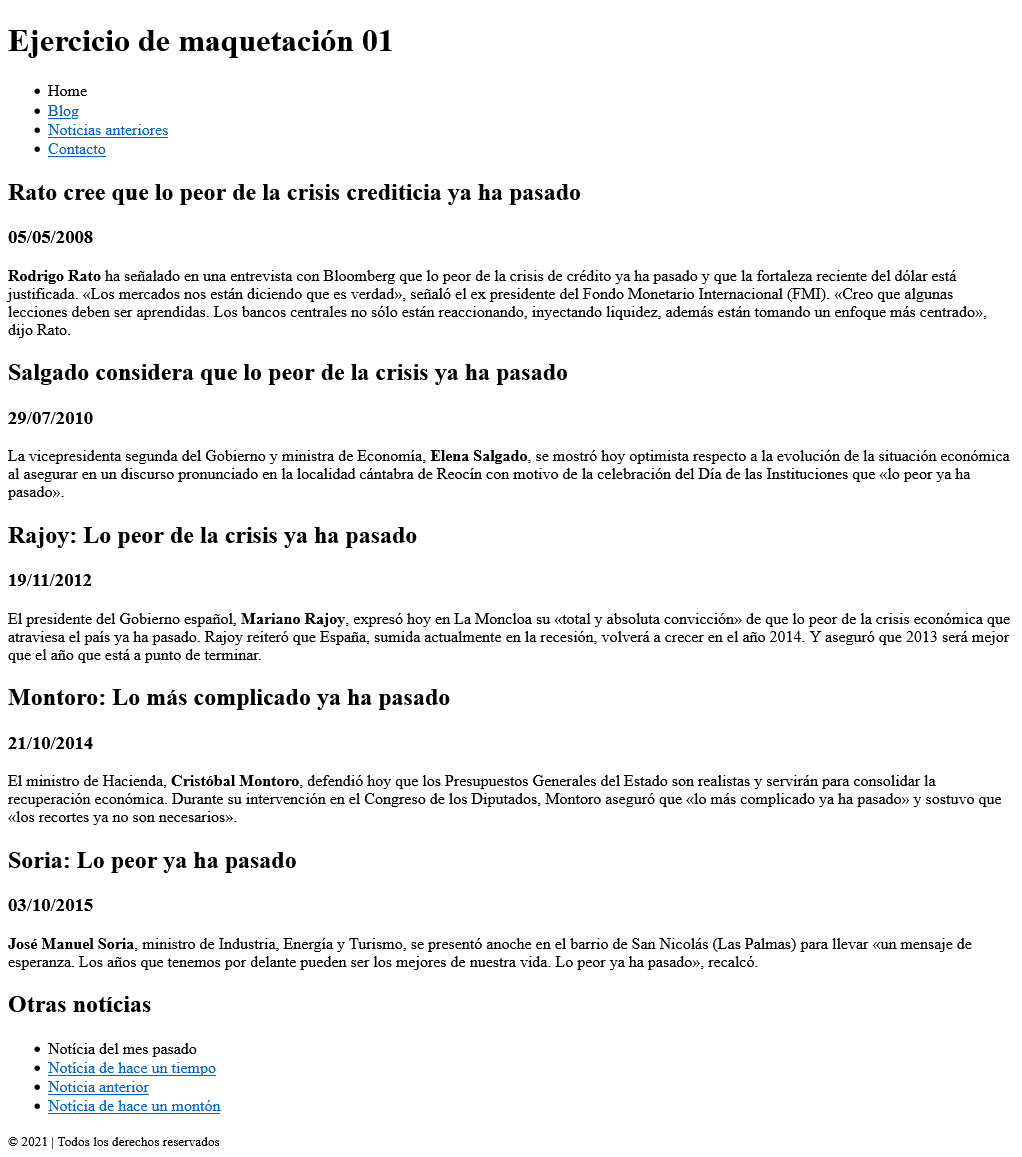 Ejercicio de maquetación 01
• Home
• Blog
• Noticias anteriores
• Contacto
Rato cree que lo peor de la crisis crediticia ya ha pasado
05/05/2008
Rodrigo Rato ha señalado en una entrevista con Bloomberg que lo peor de la crisis de crédito ya ha pasado y que la fortaleza reciente del dólar está
justificada. «Los mercados nos están diciendo que es verdad», señaló el ex presidente del Fondo Monetario Internacional (FMI). «Creo que algunas
lecciones deben ser aprendidas. Los bancos centrales no sólo están reaccionando, inyectando liquidez, además están tomando un enfoque más centrado»,
dijo Rato.
Salgado considera que lo peor de la crisis ya ha pasado
29/07/2010
La vicepresidenta segunda del Gobierno y ministra de Economía, Elena Salgado, se mostró hoy optimista respecto a la evolución de la situación económica
al asegurar en un discurso pronunciado en la localidad cántabra de Reocín con motivo de la celebración del Día de las Instituciones que «lo peor ya ha
pasado».
Rajoy: Lo peor de la crisis ya ha pasado
19/11/2012
El presidente del Gobierno español, Mariano Rajoy, expresó hoy en La Moncloa su «total y absoluta convicción» de que lo peor de la crisis económica que
atraviesa el país ya ha pasado. Rajoy reiteró que España, sumida actualmente en la recesión, volverá a crecer en el año 2014. Y aseguró que 2013 será mejor
que el año que está a punto de terminar.
Montoro: Lo más complicado ya ha pasado
21/10/2014
El ministro de Hacienda, Cristóbal Montoro, defendió hoy que los Presupuestos Generales del Estado son realistas y servirán para consolidar la
recuperación económica. Durante su intervención en el Congreso de los Diputados, Montoro aseguró que «lo más complicado ya ha pasado» y sostuvo que
«los recortes ya no son necesarios».
Soria: Lo peor ya ha pasado
03/10/2015
José Manuel Soria, ministro de Industria, Energía y Turismo, se presentó anoche en el barrio de San Nicolás (Las Palmas) para llevar «un mensaje de
esperanza. Los años que tenemos por delante pueden ser los mejores de nuestra vida. Lo peor ya ha pasado», recalcó.
Otras notícias
• Notícia del mes pasado
• Notícia de hace un tiempo
• Noticia anterior
• Notícia de hace un montón
© 2021 | Todos los derechos reservados